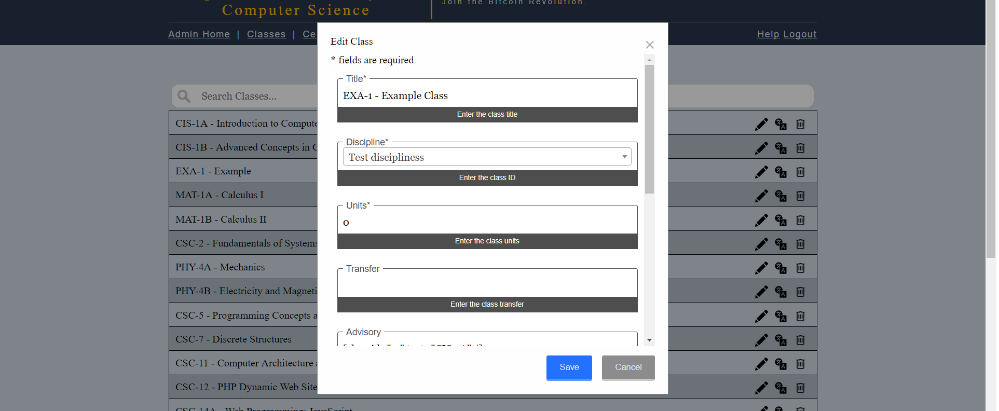 Computer Science
Join the Bitcoin Revolution.
Admin Home | Classes | Ce
Help Logout
Edit Class
* fields are required
Search Classes...
Title*
EXA-1 - Example Class
Enter the class title
Discipline*
Test discipliness
Enter the class ID
Units*
0
Enter the class units
Transfer
Enter the class transfer
Advisory
Save
Cancel
CIS-1A - Introduction to Compute
CIS-1B - Advanced Concepts in C
EXA-1 - Example
MAT-1A - Calculus I
MAT-1B - Calculus II
CSC-2 - Fundamentals of Systems
PHY-4A - Mechanics
PHY-4B - Electricity and Magneti
CSC-5 - Programming Concepts a
CSC-7 - Discrete Structures
CSC-11 - Computer Architecture a
CSC-12 - PHP Dynamic Web Site
CSC-14A - Web Programming: JavaScript